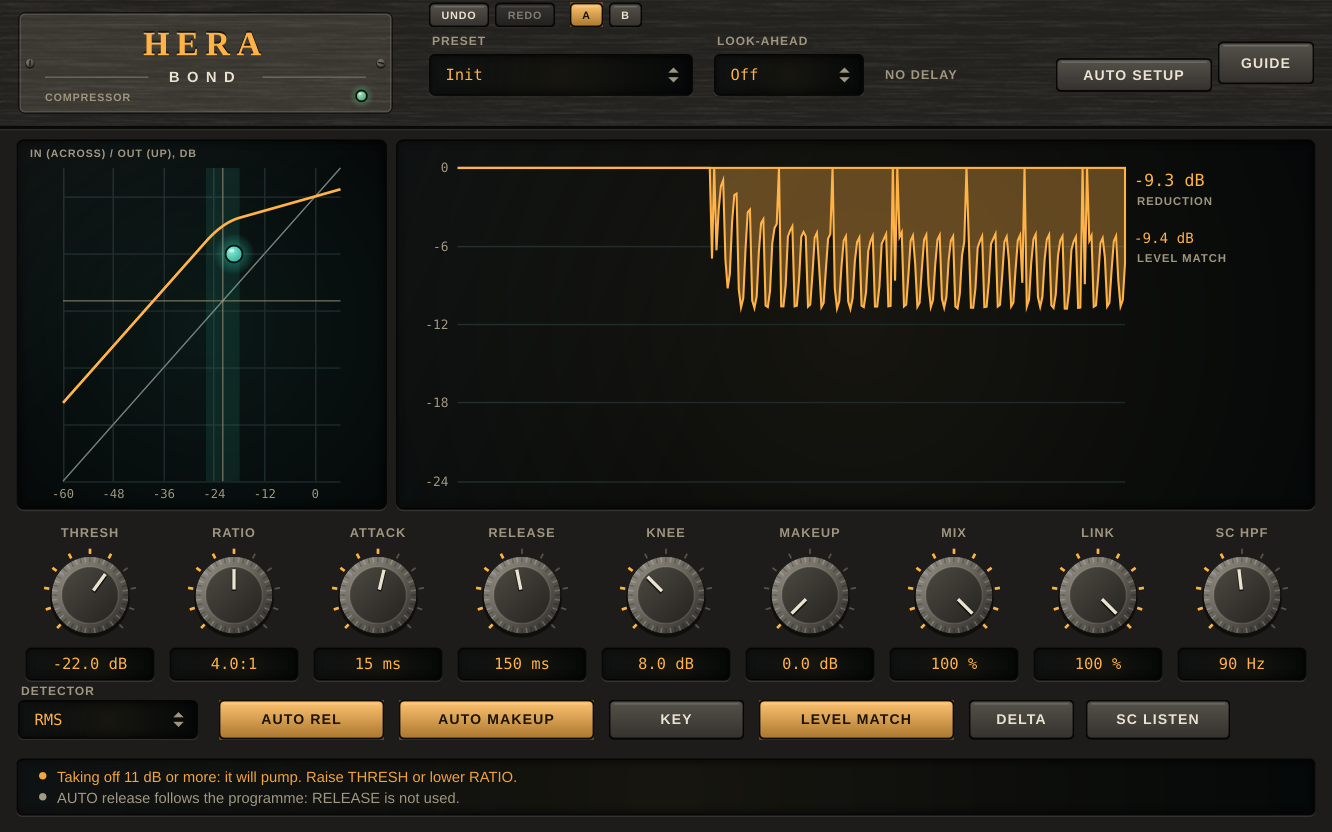 UNDO REDO A B
HERA
BOND
COMPRESSOR
PRESET LOOK-AHEAD
Init Off NO DELAY AUTO SETUP GUIDE
IN (ACROSS) / OUT (UP), DB
-60 -48 -36 -24 -12 0
0
-6
-12
-18
-24
-9.3 dB
REDUCTION
-9.4 dB
LEVEL MATCH
THRESH RATIO ATTACK RELEASE KNEE MAKEUP MIX LINK SC HPF
-22.0 dB 4.0:1 15 ms 150 ms 8.0 dB 0.0 dB 100 % 100 % 90 Hz
DETECTOR
RMS AUTO REL AUTO MAKEUP KEY LEVEL MATCH DELTA SC LISTEN
Taking off 11 dB or more: it will pump. Raise THRESH or lower RATIO.
AUTO release follows the programme: RELEASE is not used.